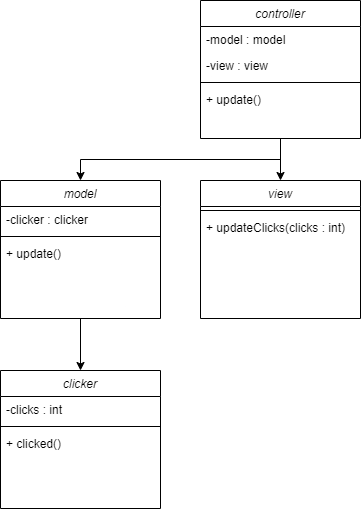 controller
-model : model
-view : view
+ update()
model
-clicker : clicker
+ update()
view
+ updateClicks(clicks : int)
clicker
-clicks : int
+ clicked()